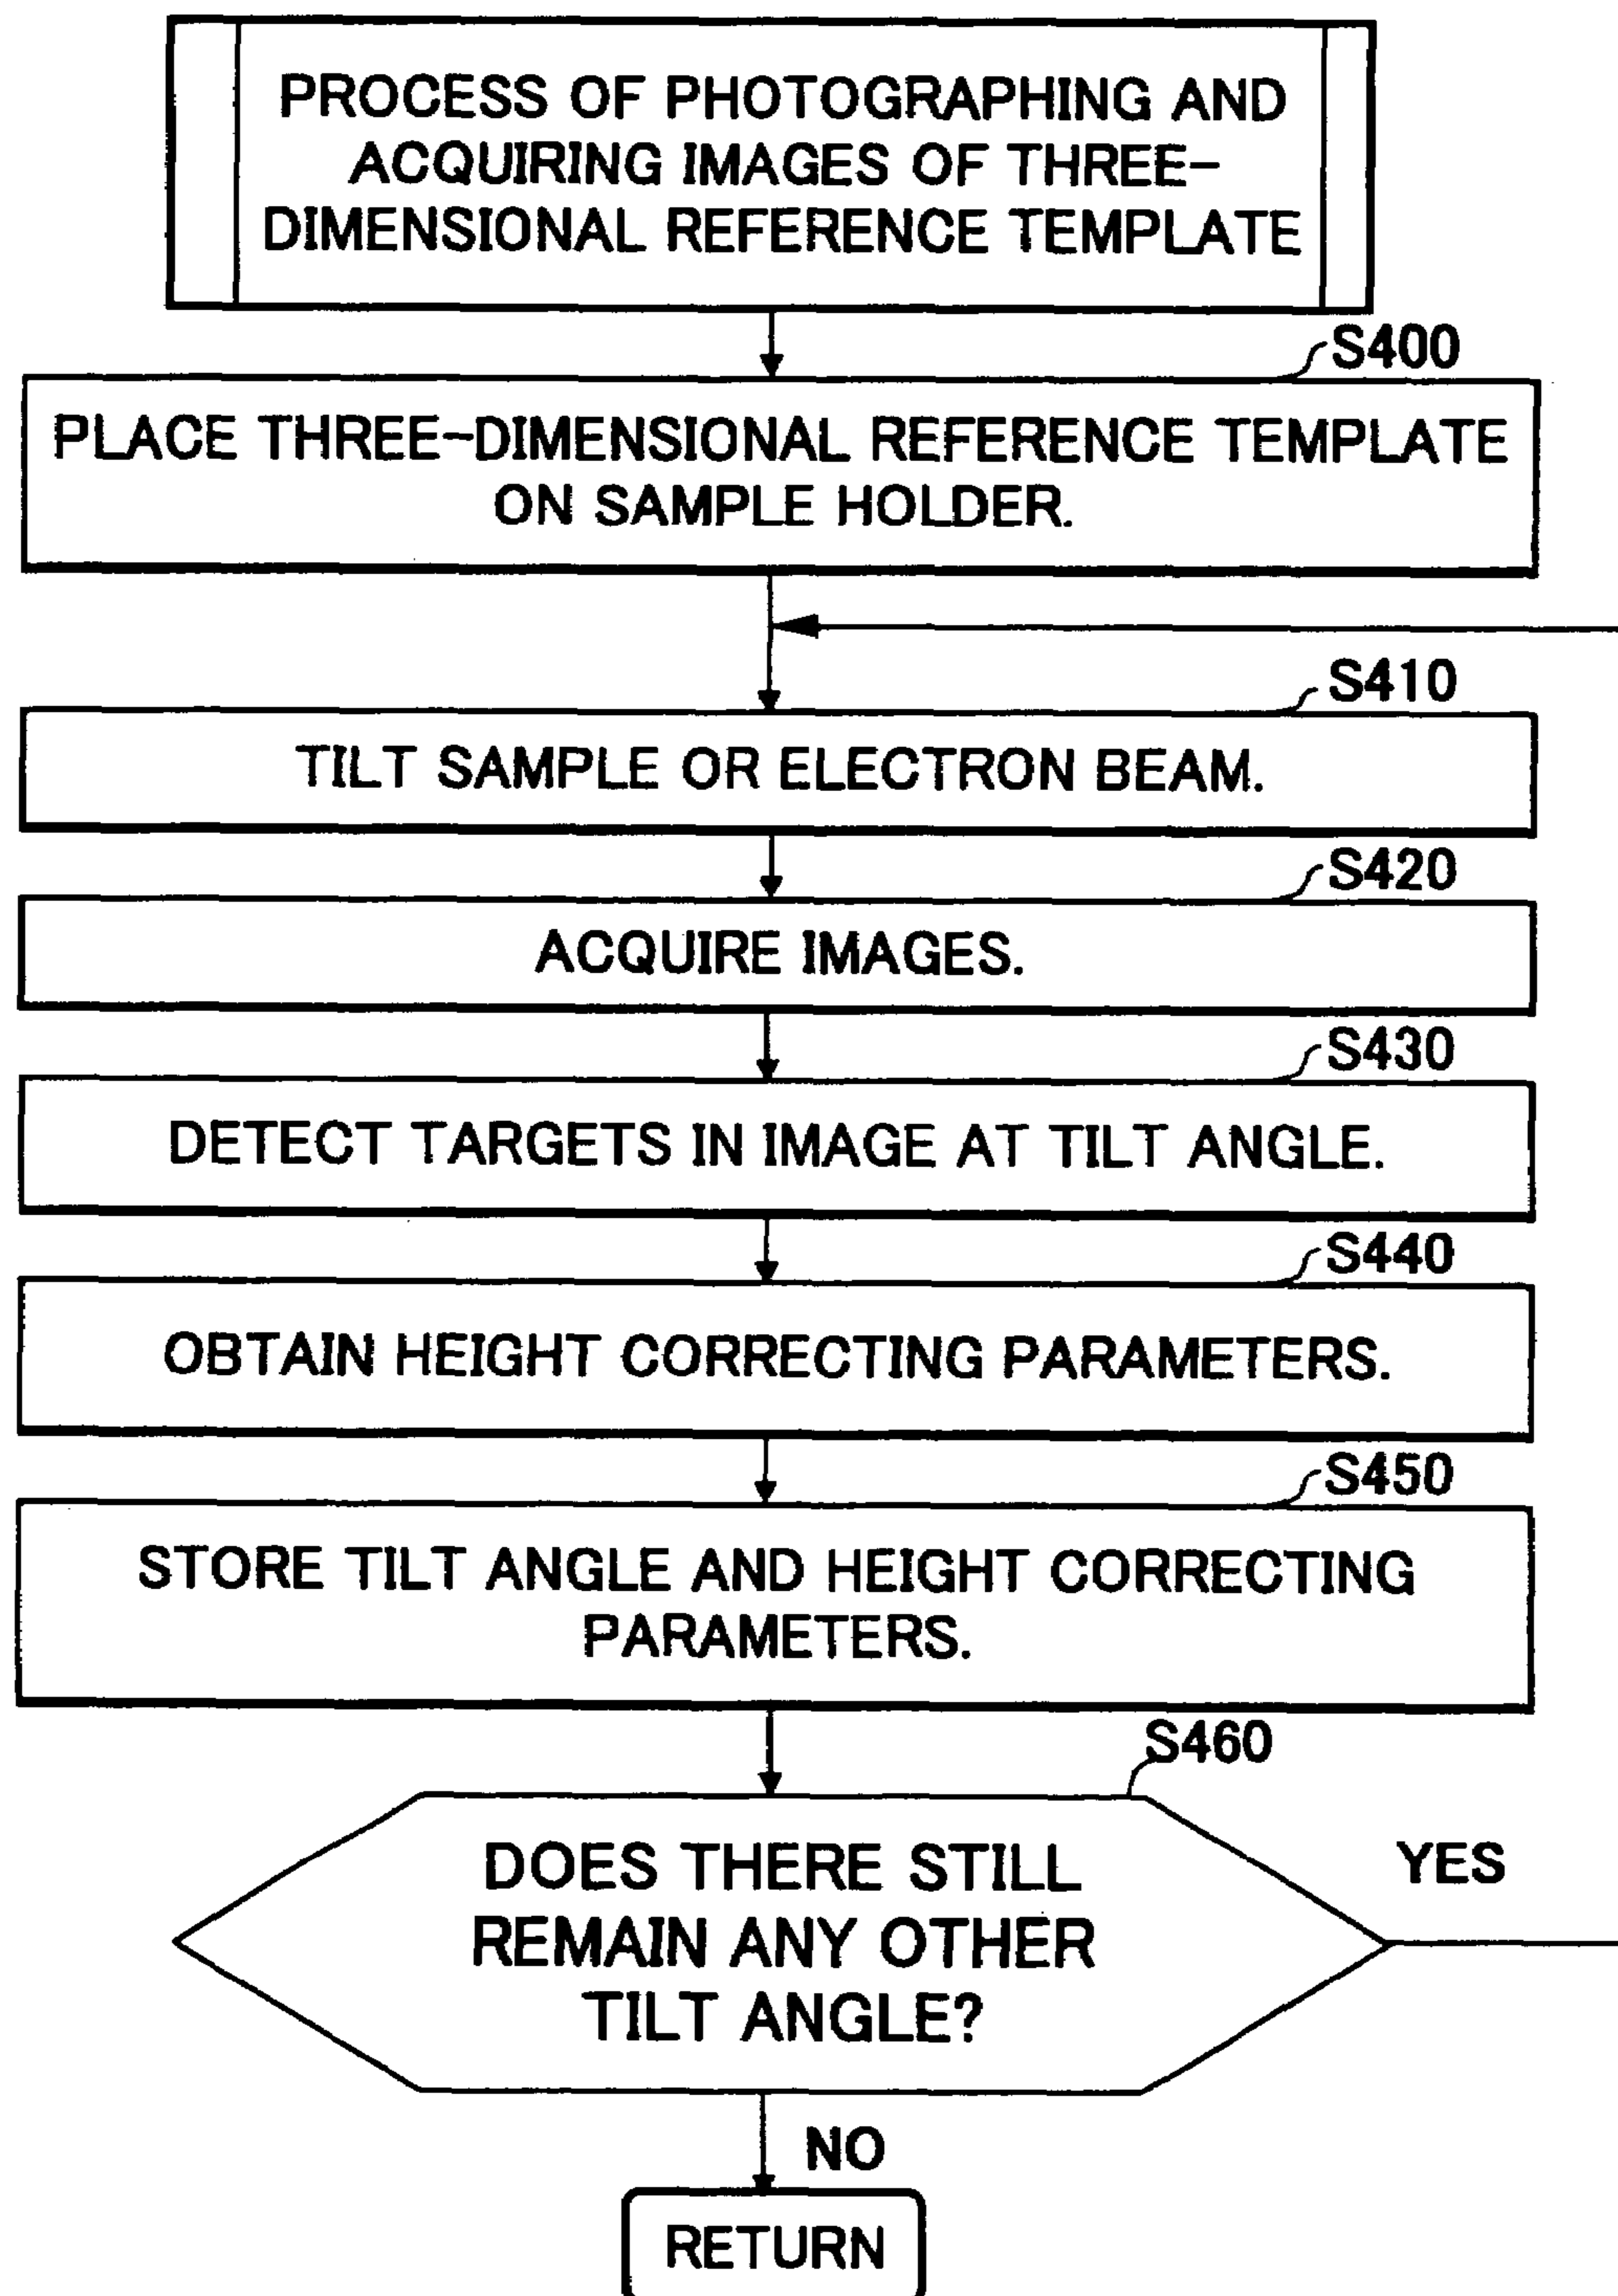 PROCESS OF PHOTOGRAPHING AND
ACQUIRING IMAGES OF THREE-
DIMENSIONAL REFERENCE TEMPLATE
S400
PLACE THREE-DIMENSIONAL REFERENCE TEMPLATE
ON SAMPLE HOLDER.
S410
TILT SAMPLE OR ELECTRON BEAM.
S420
ACQUIRE IMAGES.
S430
DETECT TARGETS IN IMAGE AT TILT ANGLE.
S440
OBTAIN HEIGHT CORRECTING PARAMETERS.
S450
STORE TILT ANGLE AND HEIGHT CORRECTING
PARAMETERS.
S460
DOES THERE STILL
REMAIN ANY OTHER
TILT ANGLE?
YES
NO
RETURN